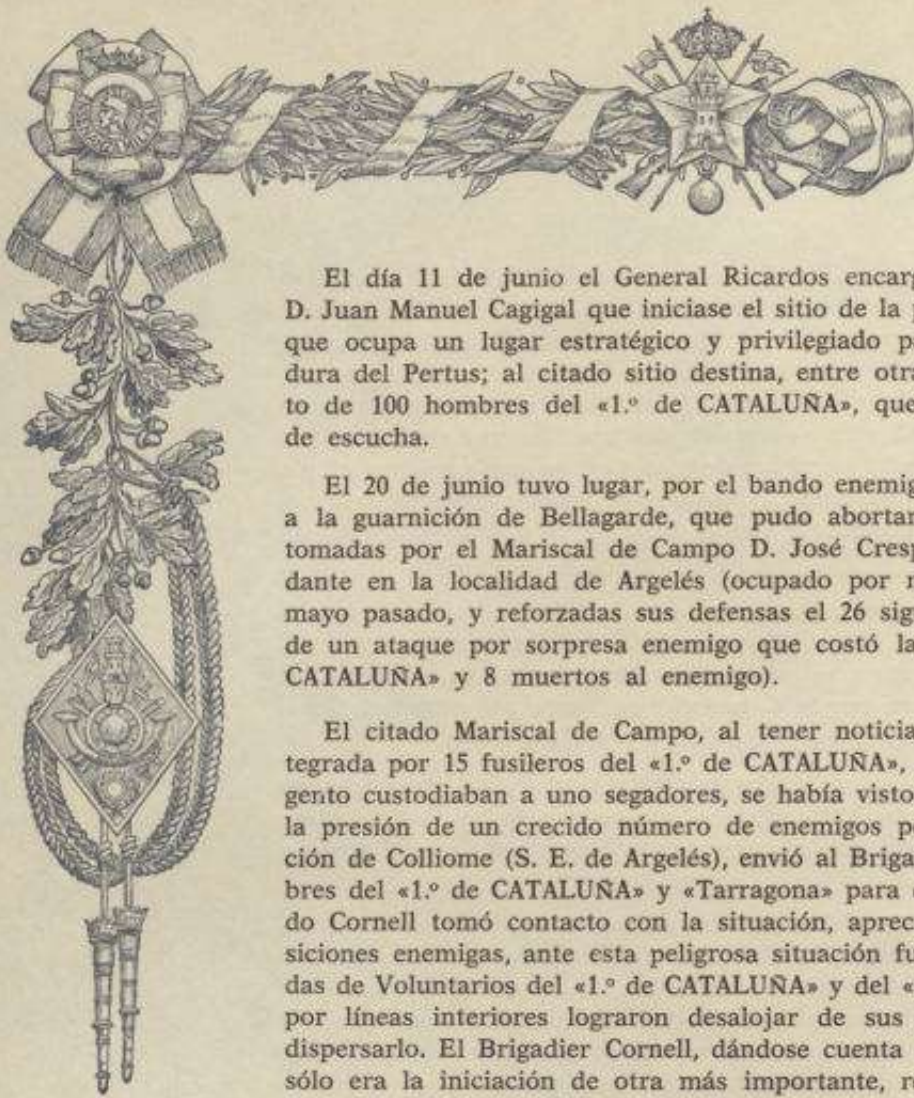 El día 11 de junio el General Ricardos encarg
D. Juan Manuel Cagigal que iniciase el sitio de la
que ocupa un lugar estratégico y privilegiado p
dura del Pertus; al citado sitio destina, entre otra
to de 100 hombres del «1.º de CATALUÑA», que
de escucha.
El 20 de junio tuvo lugar, por el bando enemig
a la guarnición de Bellagarde, que pudo abortar
tomadas por el Mariscal de Campo D. José Cresp
dante en la localidad de Argelés (ocupado por
mayo pasado, y reforzadas sus defensas el 26 sig
de un ataque por sorpresa enemigo que costó la
CATALUÑA» y 8 muertos al enemigo).
El citado Mariscal de Campo, al tener noticia
tegrada por 15 fusileros del «1.º de CATALUÑA»,
gento custodiaban a uno segadores, se había visto
la presión de un crecido número de enemigos p
ción de Colliome (S. E. de Argelés), envió al Briga
bres del «1.º de CATALUÑA» y «Tarragona» para
do Cornell tomó contacto con la situación, aprec
siciones enemigas, ante esta peligrosa situación fu
das de Voluntarios del «1.º de CATALUÑA» y del «
por líneas interiores lograron desalojar de sus
dispersarlo. El Brigadier Cornell, dándose cuenta
sólo era la iniciación de otra más importante, r